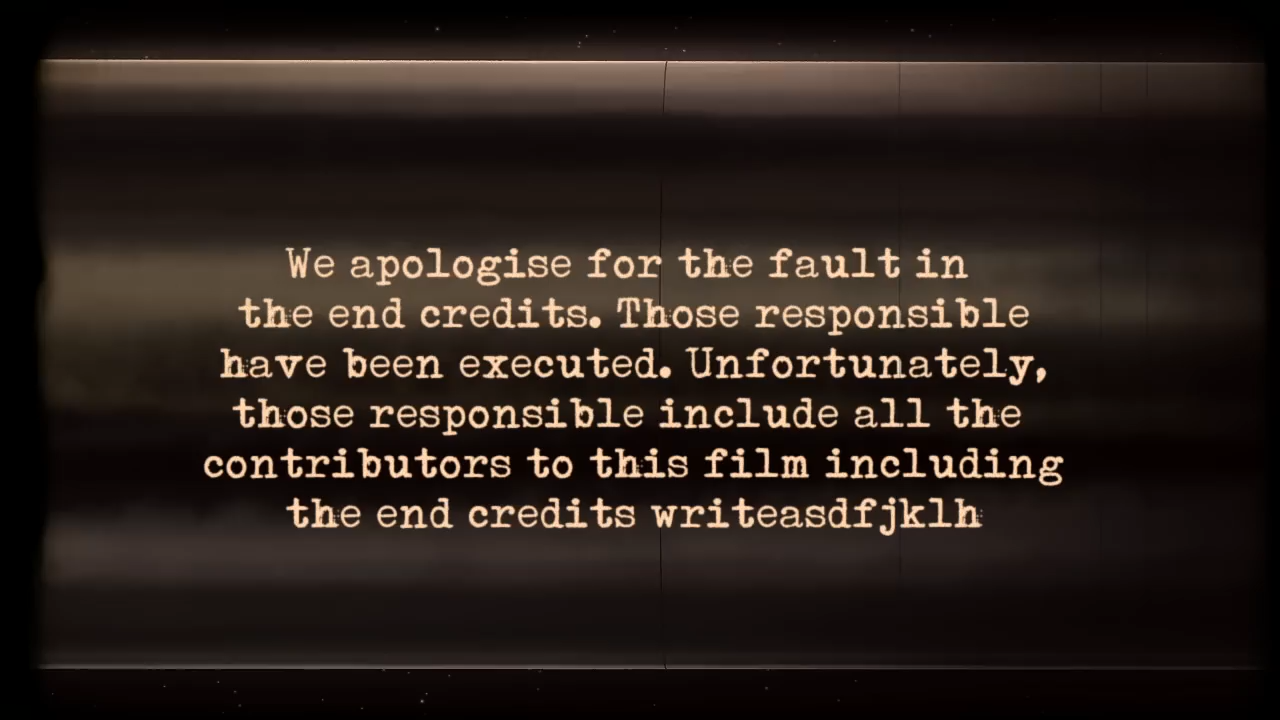 We apologise for the fault in
the end credits. Those responsible
have been executed. Unfortunately,
those responsible include all the
contributors to this film including
the end credits writeasdfjklh